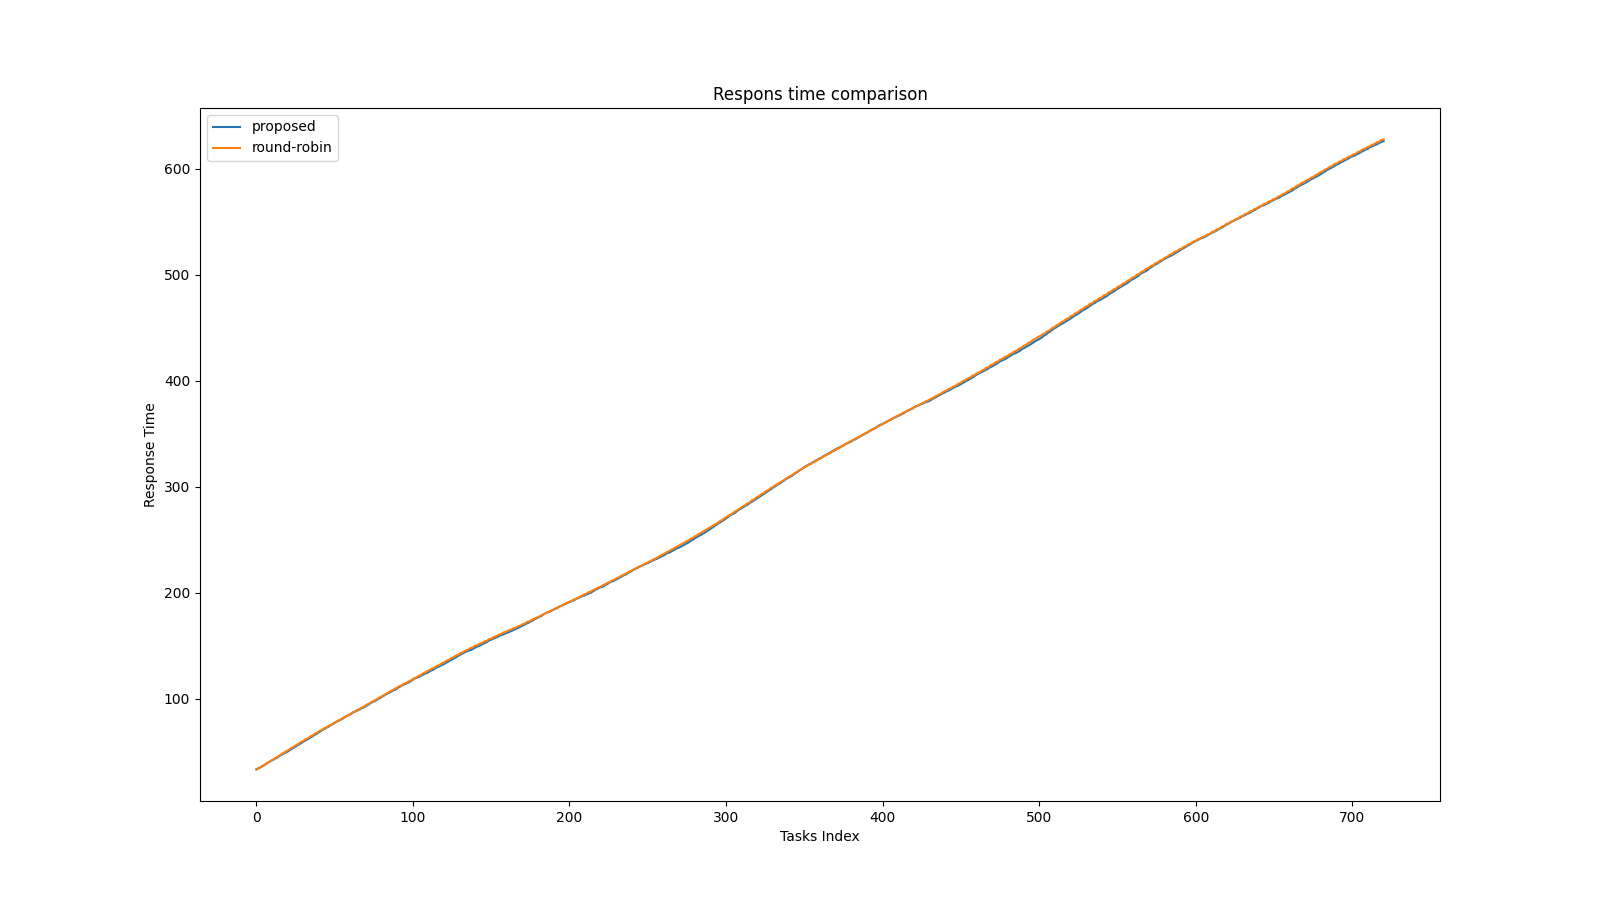 Respons time comparison
proposed
round-robin
600
500
400
300
200
100
Response Time
0 100 200 300 400 500 600 700
Tasks Index